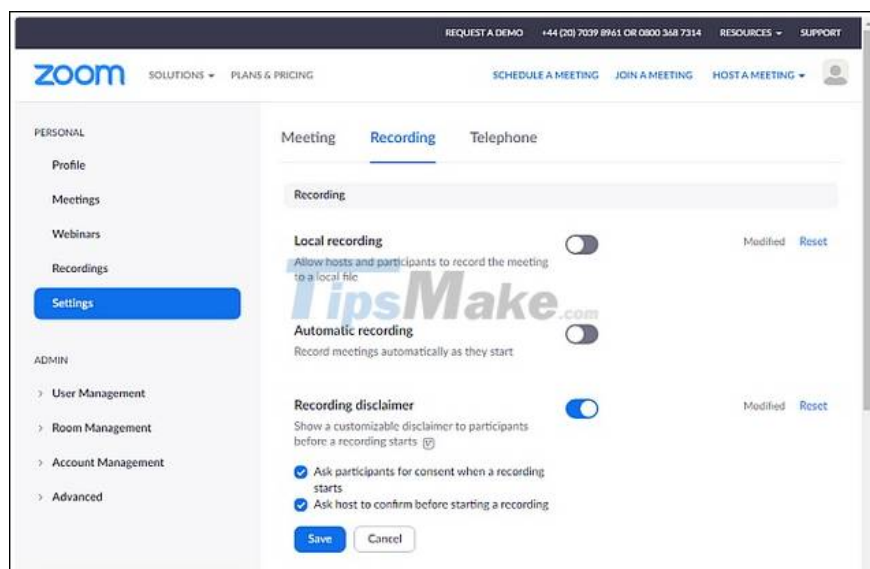 REQUEST A DEMO +44 (20) 7039 8961 OR 0800 368 7314 RESOURCES SUPPORT
zoom SOLUTIONS PLANS & PRICING SCHEDULE A MEETING JOIN A MEETING HOST A MEETING
PERSONAL
Profile
Meetings
Webinars
Recordings
Settings
ADMIN
User Management
Room Management
Account Management
Advanced
Meeting Recording Telephone
Recording
Local recording Modified Reset
Allow hosts and participants to record the meeting
to a local file
TipsMake.com
Automatic recording
Record meetings automatically as they start
Recording disclaimer Modified Reset
Show a customizable disclaimer to participants
before a recording starts
Ask participants for consent when a recording
starts
Ask host to confirm before starting a recording
Save Cancel